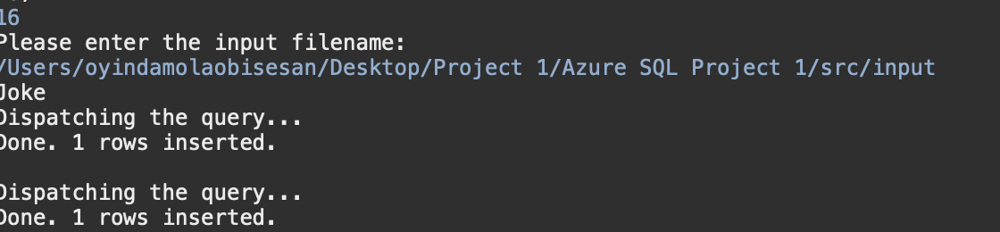 16
Please enter the input filename:
/Users/oyindamolaobisesan/Desktop/Project 1/Azure SQL Project 1/src/input
Joke
Dispatching the query...
Done. 1 rows inserted.
Dispatching the query...
Done. 1 rows inserted.